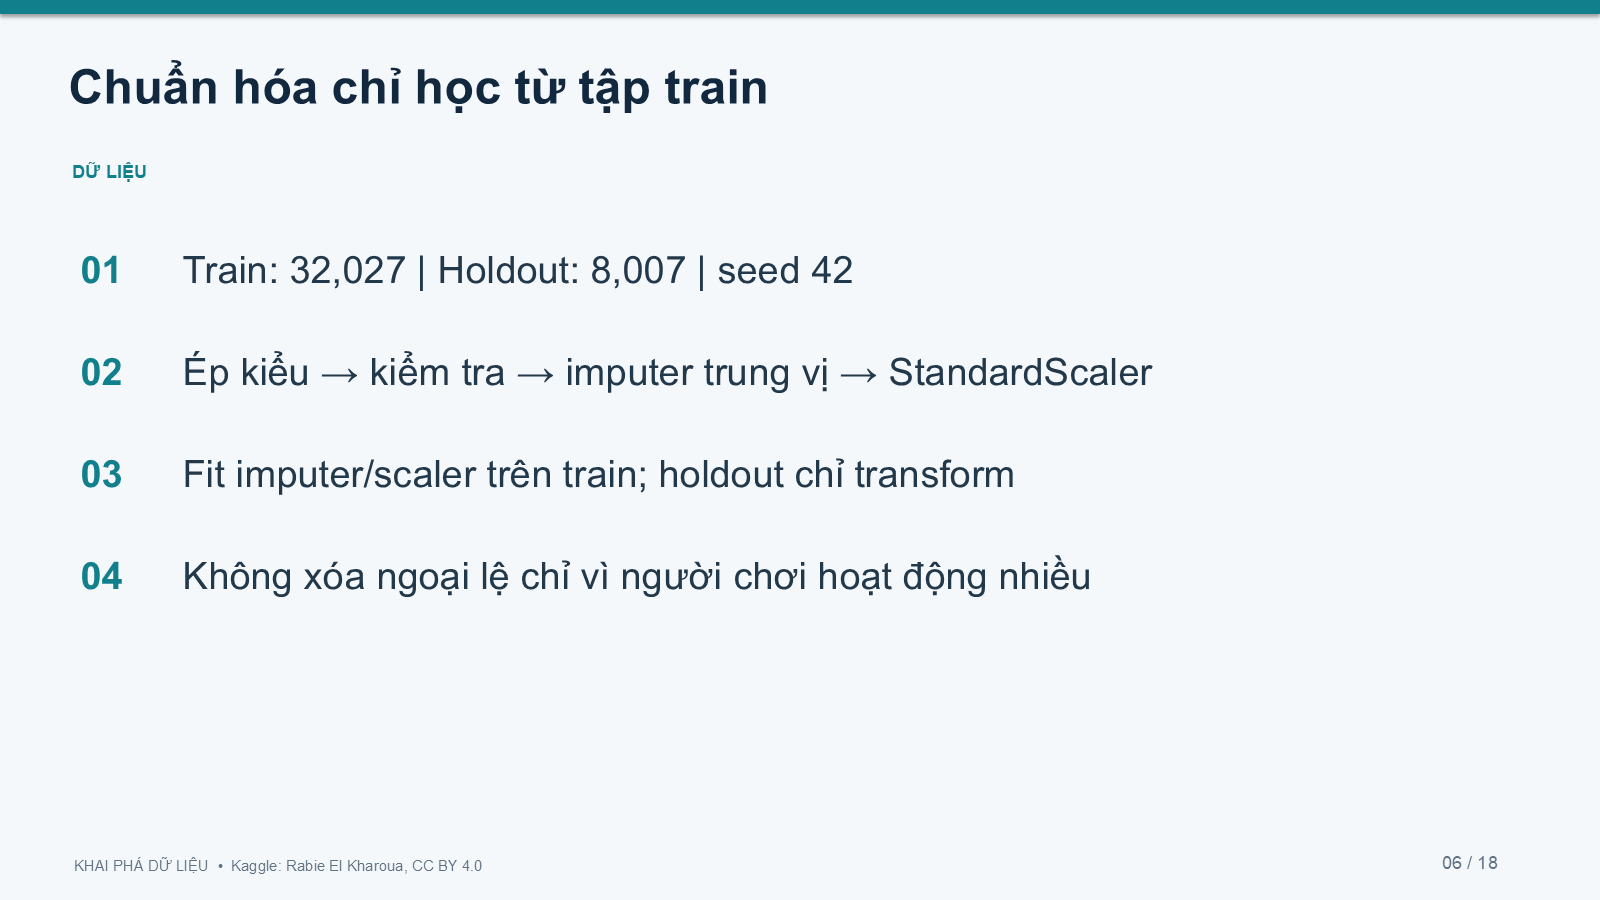 Chuẩn hóa chỉ học từ tập train
DỮ LIỆU
01 Train: 32,027 | Holdout: 8,007 | seed 42
02 Ép kiểu → kiểm tra → imputer trung vị → StandardScaler
03 Fit imputer/scaler trên train; holdout chỉ transform
04 Không xóa ngoại lệ chỉ vì người chơi hoạt động nhiều
KHAI PHÁ DỮ LIỆU • Kaggle: Rabie El Kharoua, CC BY 4.0
06 / 18